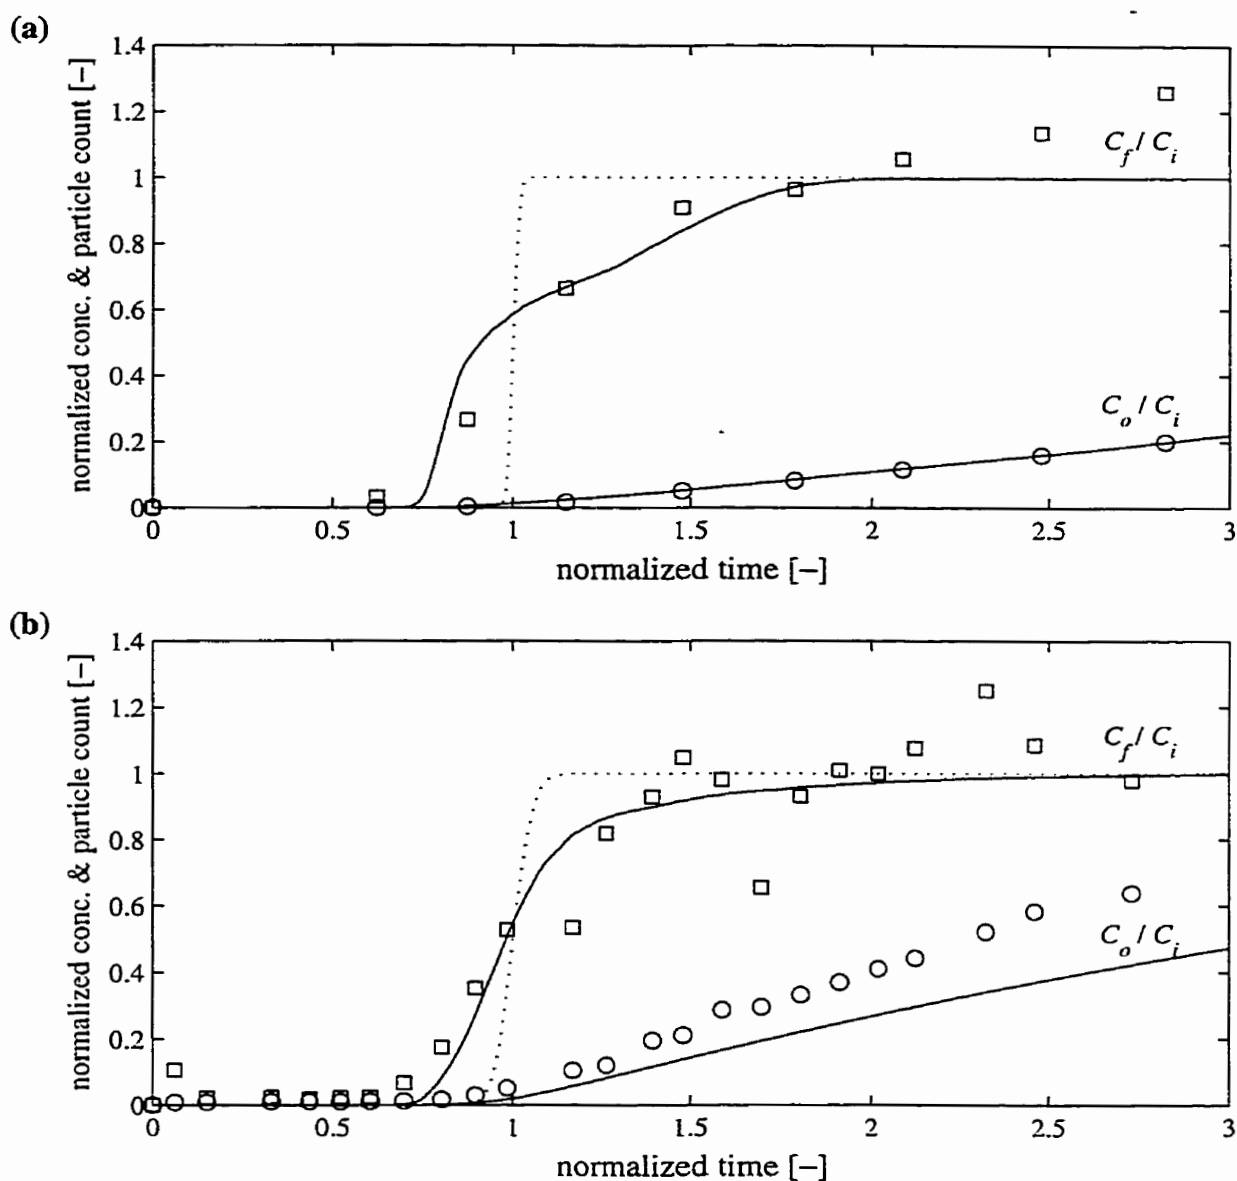 (a)
normalized conc. & particle count [–]
1.4
1.2
1
0.8
0.6
0.4
0.2
0
C_f / C_i
C_o / C_i
0 0.5 1 1.5 2 2.5 3
normalized time [–]
(b)
normalized conc. & particle count [–]
1.4
1.2
1
0.8
0.6
0.4
0.2
0
C_f / C_i
C_o / C_i
0 0.5 1 1.5 2 2.5 3
normalized time [–]